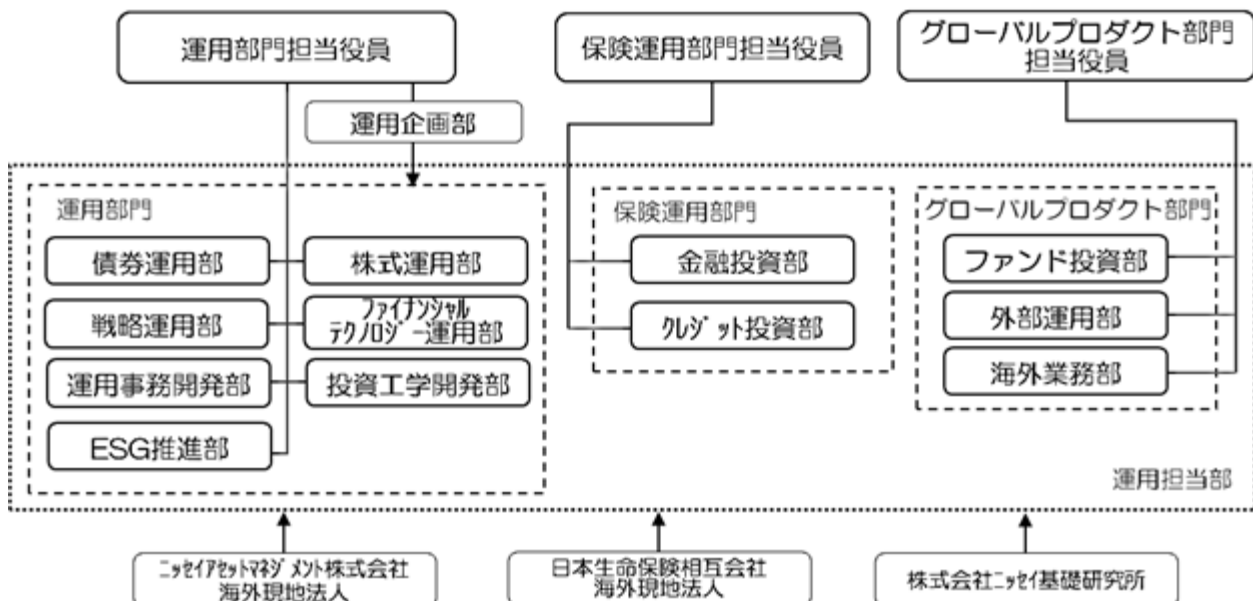 運用部門担当役員
保険運用部門担当役員
グローバルプロダクト部門
担当役員
運用企画部
運用部門
債券運用部
株式運用部
戦略運用部
ファイナンシャル
テクノロジー運用部
運用事務開発部
投資工学開発部
ESG推進部
保険運用部門
金融投資部
クレジット投資部
グローバルプロダクト部門
ファンド投資部
外部運用部
海外業務部
運用担当部
ニッセイアセットマネジメント株式会社
海外現地法人
日本生命保険相互会社
海外現地法人
株式会社ニッセイ基礎研究所